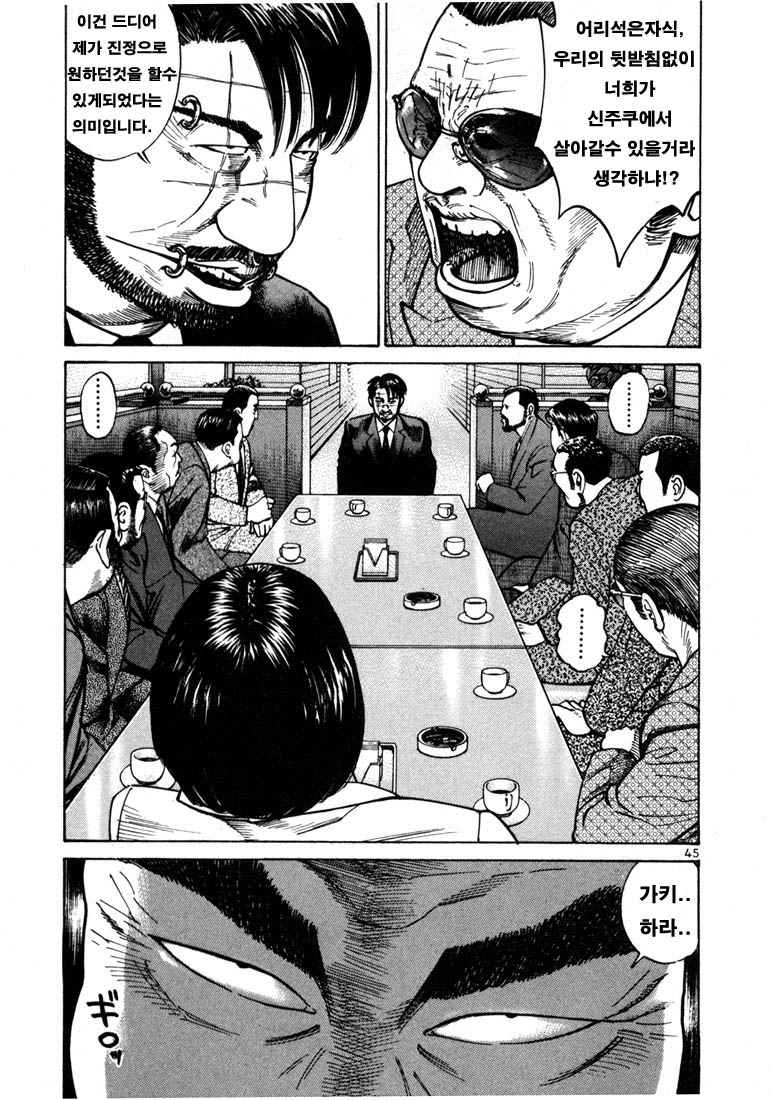 어리석은자식,
우리의 뒷받침없이
너희가
신주쿠에서
살아갈수 있을거라
생각하냐!?
이건 드디어
제가 진정으로
원하던것을 할수
있게되었다는
의미입니다.
………
………
………
45
가키..
하라..
ギロッ